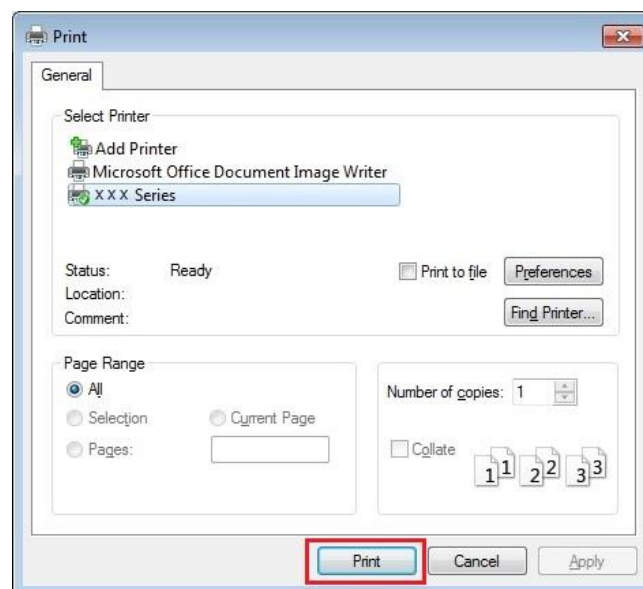 Print
General
Select Printer
Add Printer
Microsoft Office Document Image Writer
X X X Series
Status: Ready
Print to file
Preferences
Location:
Comment:
Find Printer...
Page Range
All
Selection
Current Page
Pages:
Number of copies: 1
Collate
1 1 2 2 3 3
Print
Cancel
Apply